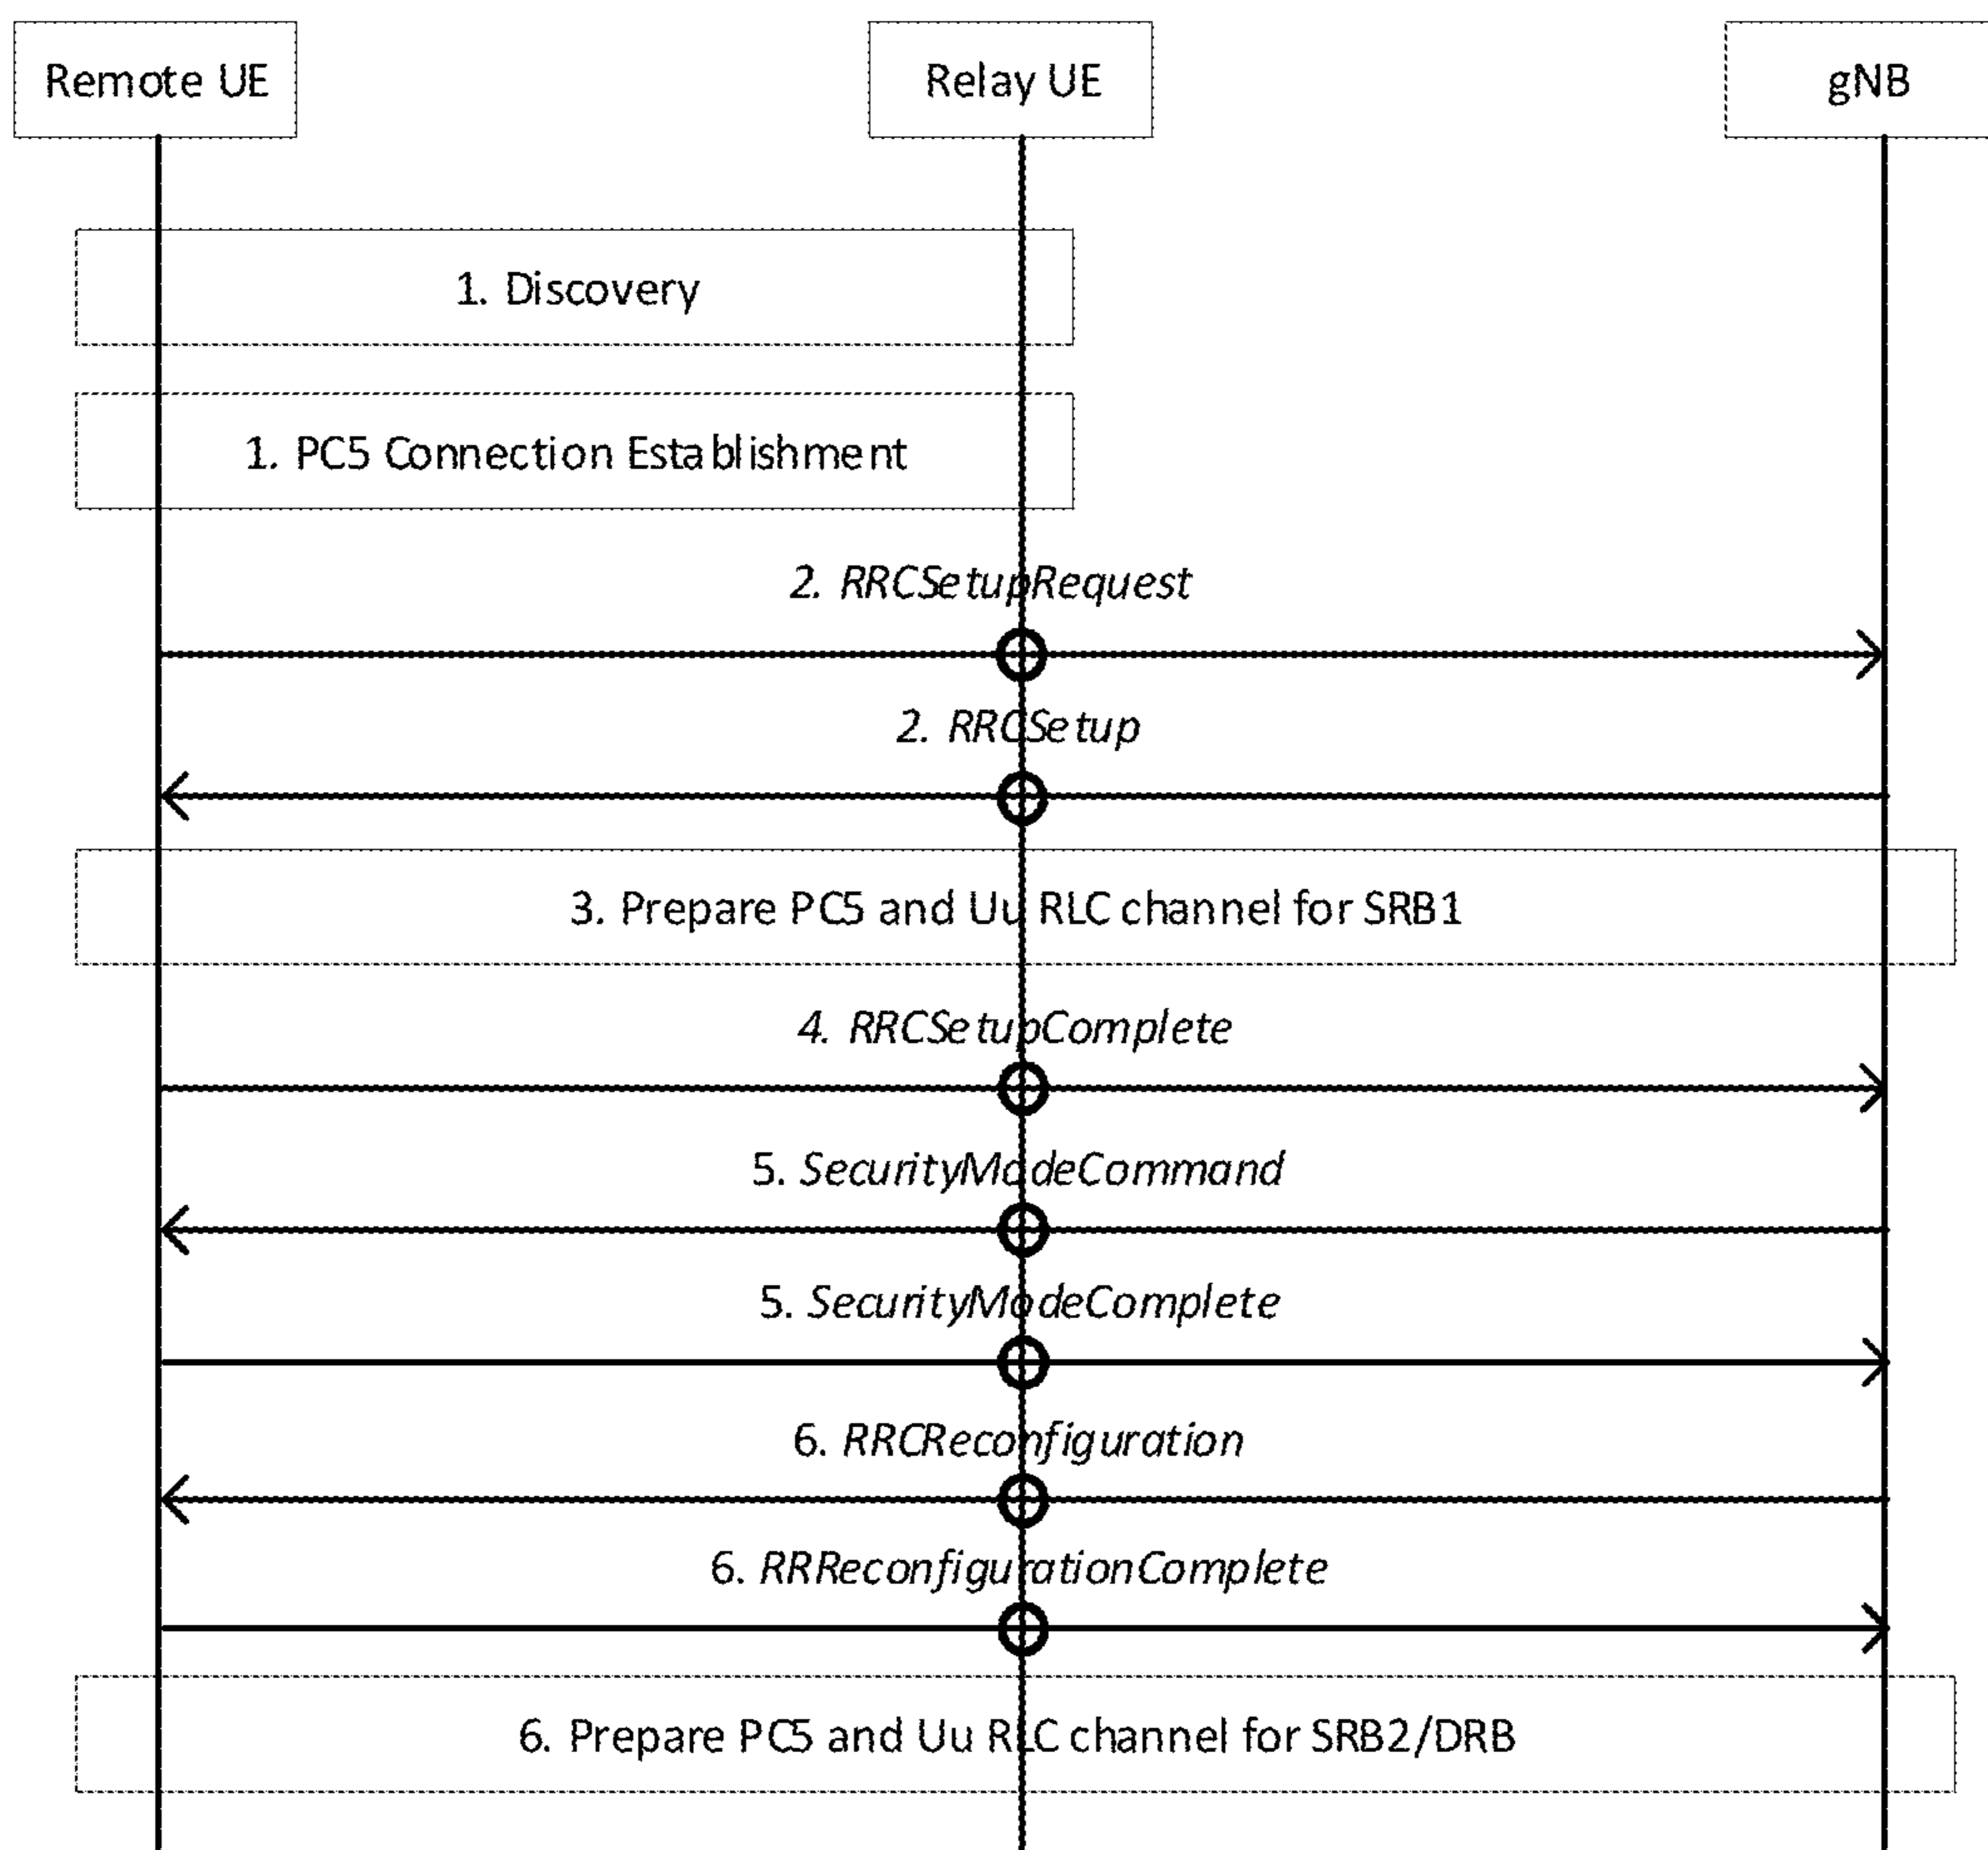 Remote UE
Relay UE
gNB
1. Discovery
1. PC5 Connection Establishment
2. RRCSetupRequest
2. RRCSetup
3. Prepare PC5 and Uu RLC channel for SRB1
4. RRCSetupComplete
5. SecurityModeCommand
5. SecurityModeComplete
6. RRCReconfiguration
6. RRReconfigurationComplete
6. Prepare PC5 and Uu RLC channel for SRB2/DRB